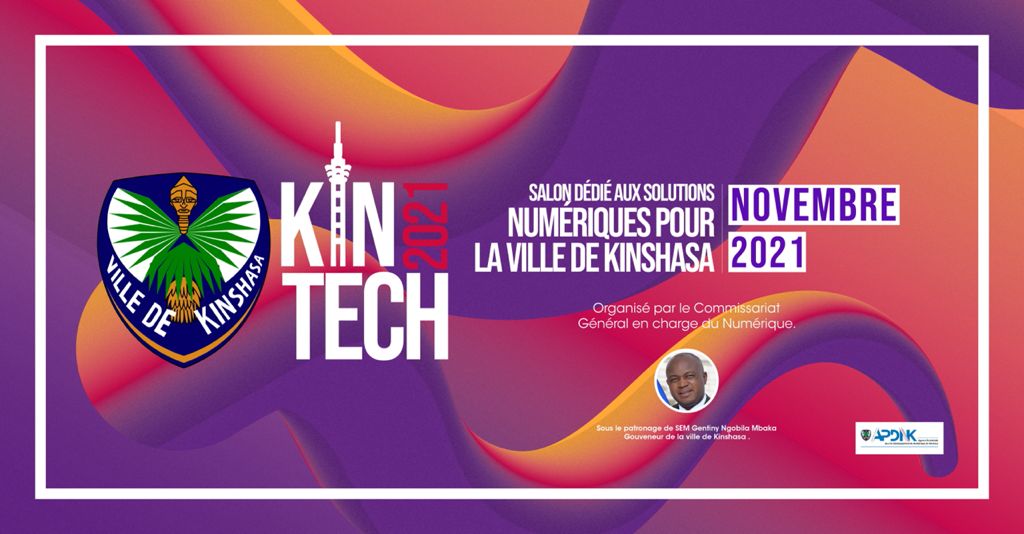 VILLE DE KINSHASA
KIN
2021
TECH
SALON DÉDIÉ AUX SOLUTIONS
NUMÉRIQUES POUR
LA VILLE DE KINSHASA
NOVEMBRE
2021
Organisé par le Commissariat
Général en charge du Numérique.
Sous le patronage de SEM Gentiny Ngobila Mbaka
Gouveneur de la ville de Kinshasa .
APDNK